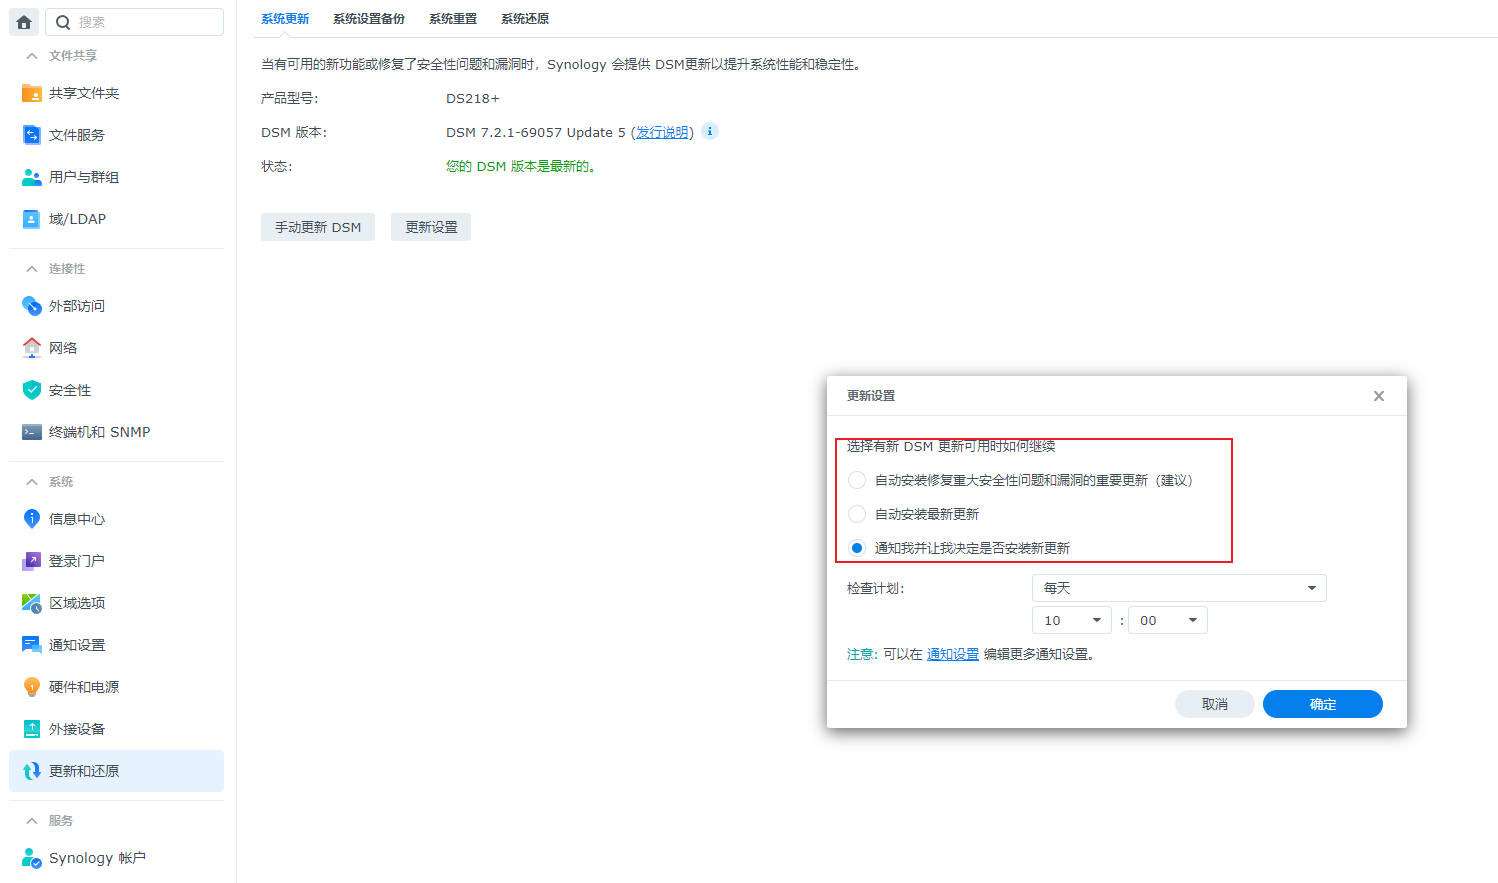 搜索
文件共享
共享文件夹
文件服务
用户与群组
域/LDAP
连接性
外部访问
网络
安全性
终端机和 SNMP
系统
信息中心
登录门户
区域选项
通知设置
硬件和电源
外接设备
更新和还原
服务
Synology 帐户
系统更新 系统设置备份 系统重置 系统还原
当有可用的新功能或修复了安全性问题和漏洞时，Synology 会提供 DSM更新以提升系统性能和稳定性。
产品型号: DS218+
DSM 版本: DSM 7.2.1-69057 Update 5 (发行说明)
状态: 您的 DSM 版本是最新的。
手动更新 DSM 更新设置
更新设置
选择有新 DSM 更新可用时如何继续
自动安装修复重大安全性问题和漏洞的重要更新（建议）
自动安装最新更新
通知我并让我决定是否安装新更新
检查计划: 每天
10 : 00
注意: 可以在 通知设置 编辑更多通知设置。
取消 确定